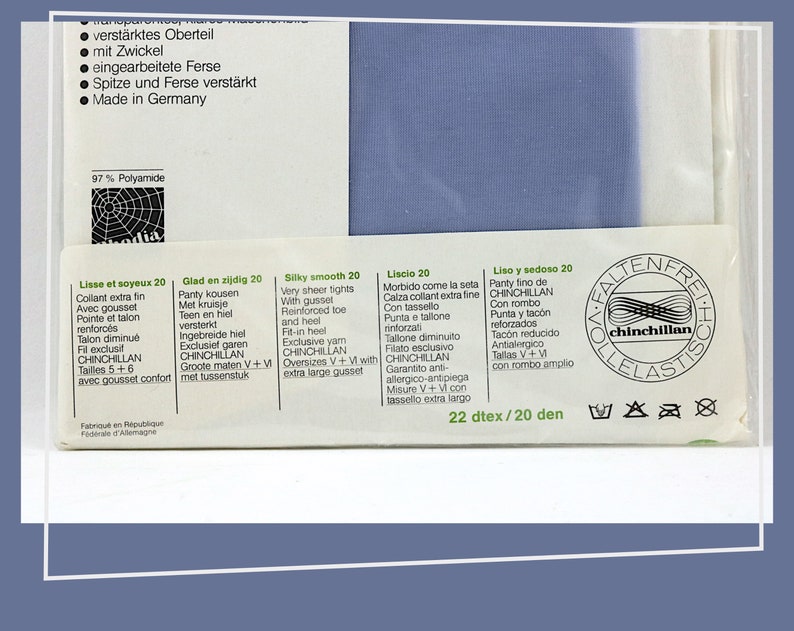 transparentes, klares Maschenbild
verstärktes Oberteil
mit Zwickel
eingearbeitete Ferse
Spitze und Ferse verstärkt
Made in Germany
97 % Polyamide
Lisse et soyeux 20
Collant extra fin
Avec gousset
Pointe et talon
renforcés
Talon diminué
Fil exclusif
CHINCHILLAN
Tailles 5 + 6
avec gousset confort
Glad en zijdig 20
Panty kousen
Met kruisje
Teen en hiel
versterkt
Ingebreide hiel
Exclusief garen
CHINCHILLAN
Groote maten V + VI
met tussenstuk
Silky smooth 20
Very sheer tights
With gusset
Reinforced toe
and heel
Fit-in heel
Exclusive yarn
CHINCHILLAN
Oversizes V + VI with
extra large gusset
Liscio 20
Morbido come la seta
Calza collant extra fine
Con tassello
Punta e tallone
rinforzati
Tallone diminuito
Filato esclusivo
CHINCHILLAN
Garantito anti-
allergico-antipiega
Misure V + VI con
tassello extra largo
Liso y sedoso 20
Panty fino de
CHINCHILLAN
Con rombo
Punta y tacón
reforzados
Tacón reducido
Antialergico
Tallas V + VI
con rombo amplio
FALTENFREI · VOLLELASTISCH ·
chinchillan
22 dtex / 20 den
Fabriqué en République
Fédérale d'Allemagne